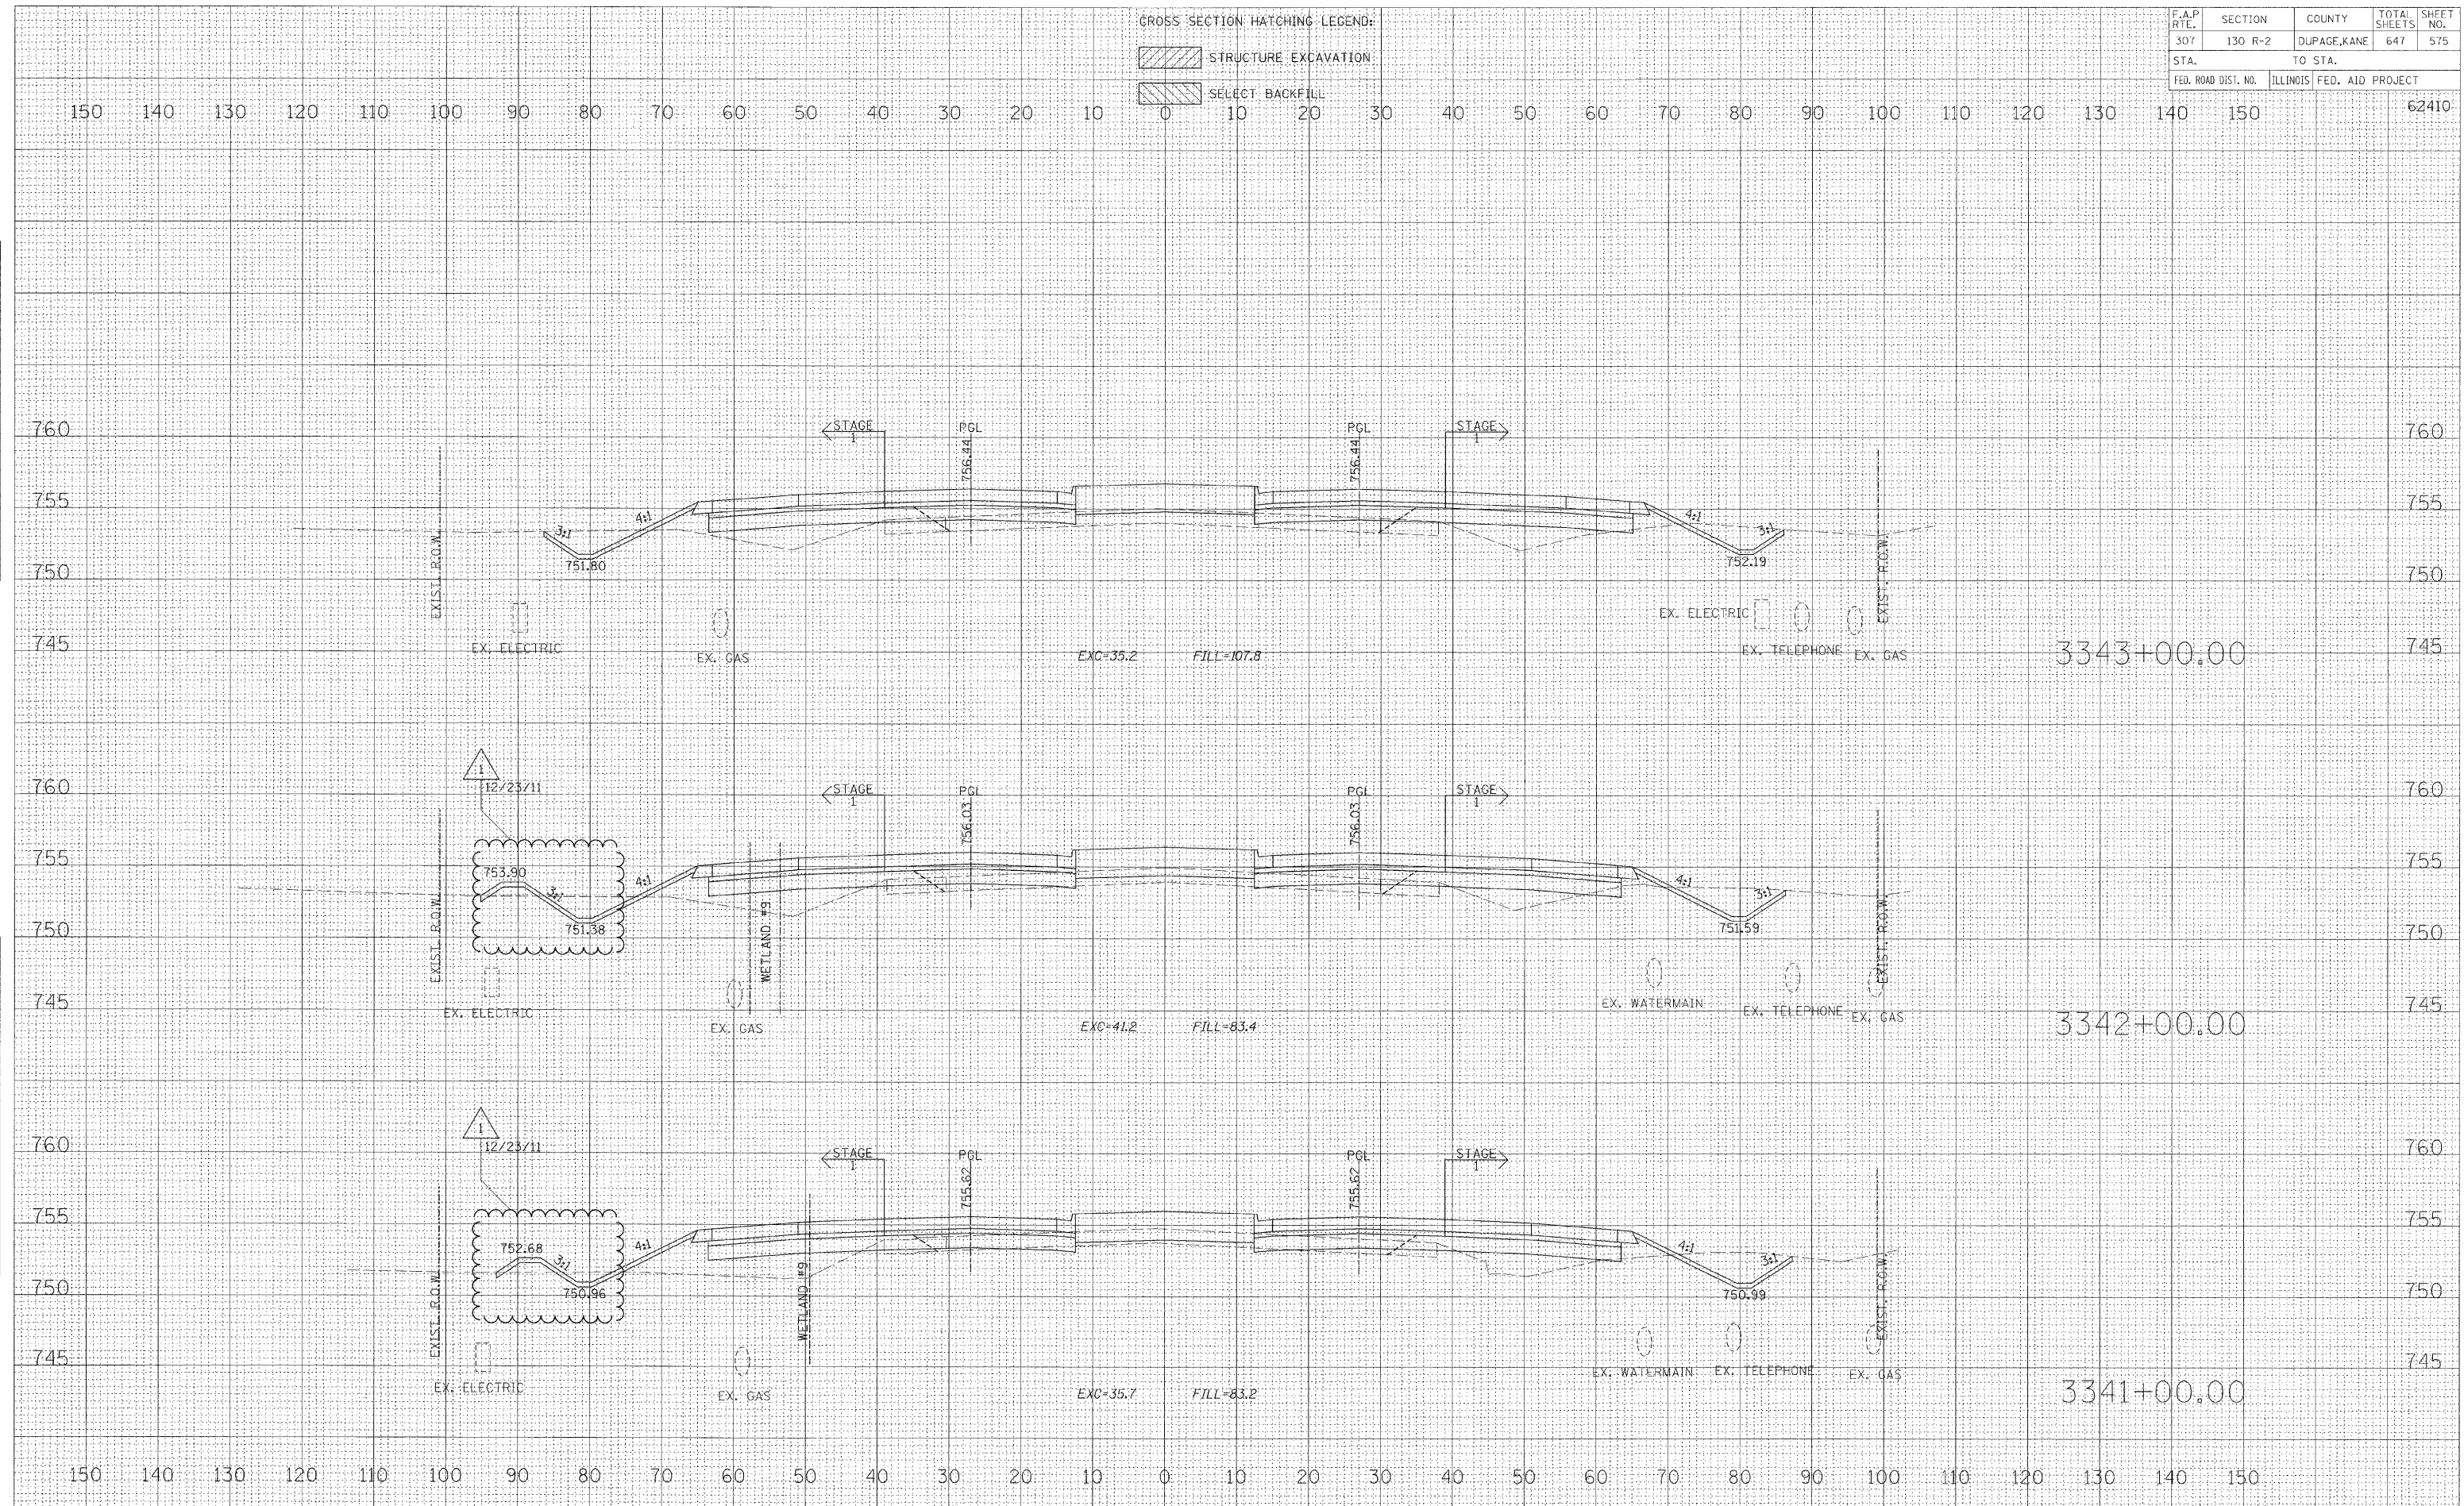 CROSS SECTION HATCHING LEGEND:
STRUCTURE EXCAVATION
SELECT BACKFILL
F.A.P RTE. SECTION COUNTY TOTAL SHEETS SHEET NO.
307 130 R-2 DUPAGE,KANE 647 575
STA. TO STA.
FED. ROAD DIST. NO. ILLINOIS FED. AID PROJECT
62410
150 140 130 120 110 100 90 80 70 60 50 40 30 20 10 0 10 20 30 40 50 60 70 80 90 100 110 120 130 140 150
760 STAGE 1 PGL 756.44 PGL 756.44 STAGE 1 760
755 4:1 3:1 4:1 3:1 755
751.80 752.19
750 EXIST. R.O.W. EXIST. R.O.W. 750
EX. ELECTRIC
745 EX. ELECTRIC EX. GAS EXC=35.2 FILL=107.8 EX. TELEPHONE EX. GAS 3343+00.00 745
1
12/23/11
760 STAGE 1 PGL 756.03 PGL 756.03 STAGE 1 760
755 753.90 3:1 4:1 4:1 3:1 755
751.38 751.59
750 EXIST. R.O.W. WETLAND #9 EXIST. R.O.W. 750
745 EX. ELECTRIC EX. GAS EX. WATERMAIN EX. TELEPHONE EX. GAS 745
EXC=41.2 FILL=83.4 3342+00.00
1
12/23/11
760 STAGE 1 PGL 755.62 PGL 755.62 STAGE 1 760
755 752.68 3:1 4:1 4:1 3:1 755
750.96 750.99
750 EXIST. R.O.W. WETLAND #9 EXIST. R.O.W. 750
745 EX. ELECTRIC EX. GAS EX. WATERMAIN EX. TELEPHONE EX. GAS 745
EXC=35.7 FILL=83.2 3341+00.00
150 140 130 120 110 100 90 80 70 60 50 40 30 20 10 0 10 20 30 40 50 60 70 80 90 100 110 120 130 140 150